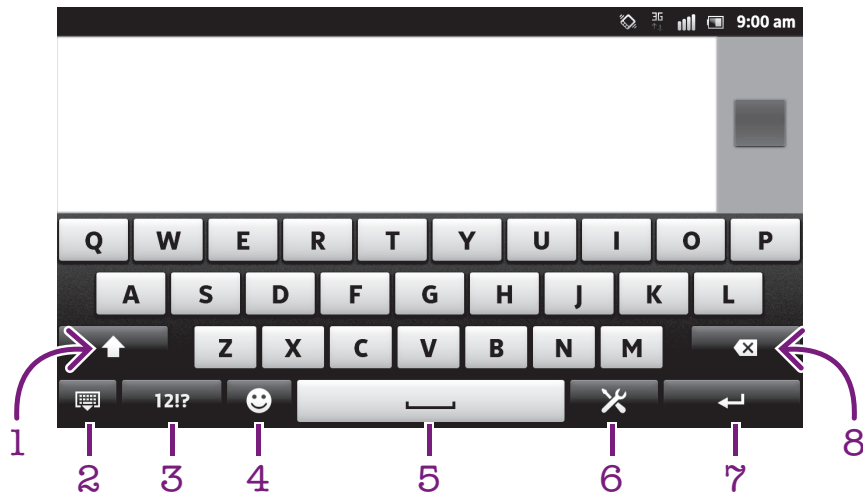 3G 9:00 am
Q W E R T Y U I O P
A S D F G H J K L
Z X C V B N M
12!?
1 2 3 4 5 6 7 8